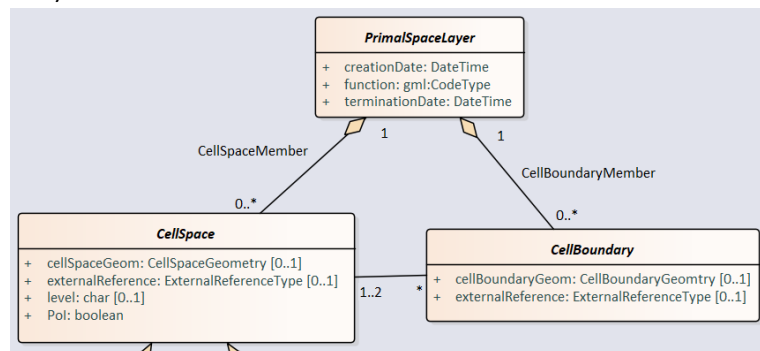 PrimalSpaceLayer
+ creationDate: DateTime
+ function: gml:CodeType
+ terminationDate: DateTime
1
1
CellSpaceMember
CellBoundaryMember
0..*
0..*
CellSpace
+ cellSpaceGeom: CellSpaceGeometry [0..1]
+ externalReference: ExternalReferenceType [0..1]
+ level: char [0..1]
+ PoI: boolean
1..2
*
CellBoundary
+ cellBoundaryGeom: CellBoundaryGeomtry [0..1]
+ externalReference: ExternalReferenceType [0..1]